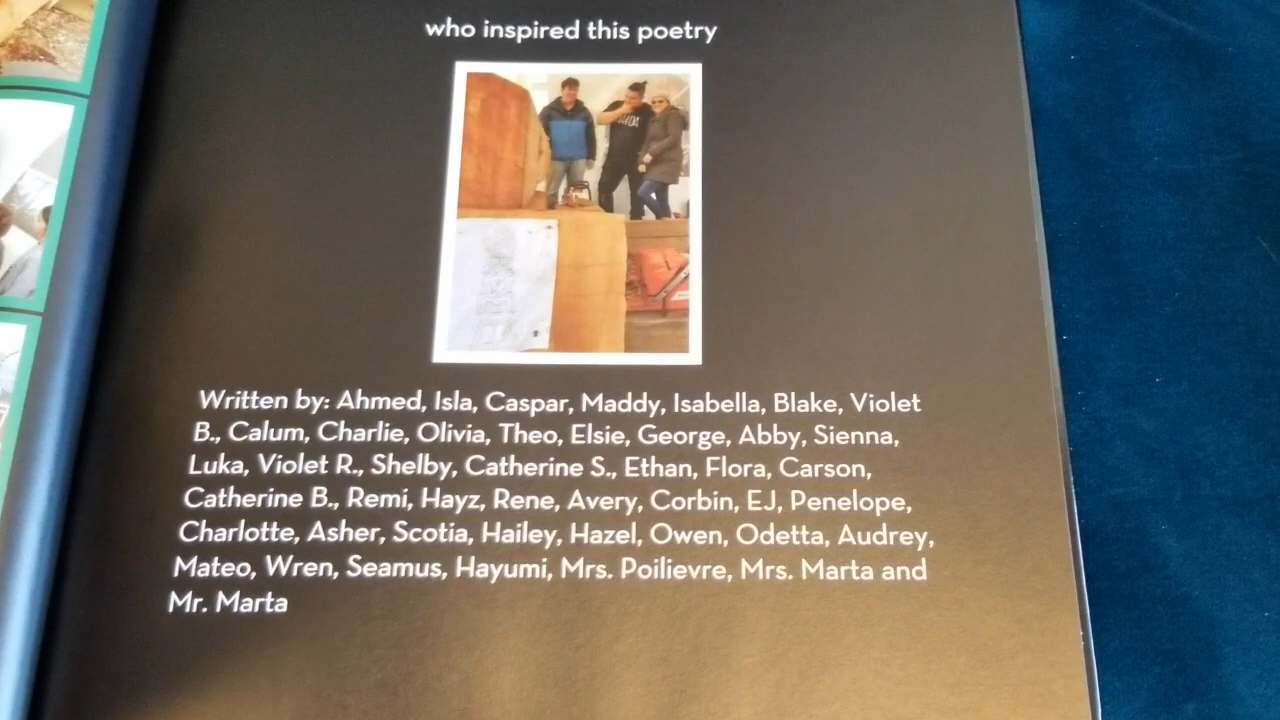 who inspired this poetry
Written by: Ahmed, Isla, Caspar, Maddy, Isabella, Blake, Violet
B., Calum, Charlie, Olivia, Theo, Elsie, George, Abby, Sienna,
Luka, Violet R., Shelby, Catherine S., Ethan, Flora, Carson,
Catherine B., Remi, Hayz, Rene, Avery, Corbin, EJ, Penelope,
Charlotte, Asher, Scotia, Hailey, Hazel, Owen, Odetta, Audrey,
Mateo, Wren, Seamus, Hayumi, Mrs. Poilievre, Mrs. Marta and
Mr. Marta